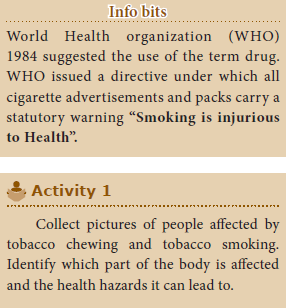 Info bits
World Health organization (WHO)
1984 suggested the use of the term drug.
WHO issued a directive under which all
cigarette advertisements and packs carry a
statutory warning “Smoking is injurious
to Health”.
Activity 1
Collect pictures of people affected by
tobacco chewing and tobacco smoking.
Identify which part of the body is affected
and the health hazards it can lead to.